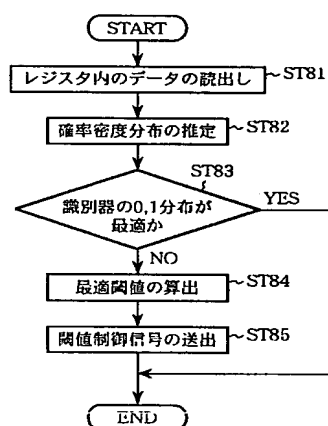 START
レジスタ内のデータの読出し ST81
確率密度分布の推定 ST82
ST83
識別器の0,1分布が
最適か
YES
NO
最適閾値の算出 ST84
閾値制御信号の送出 ST85
END